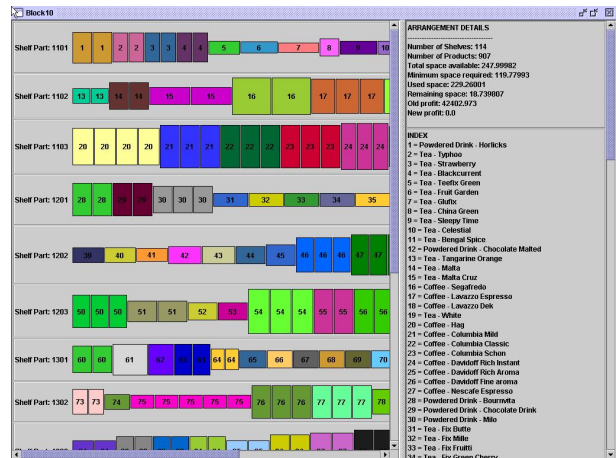 Block10
Shelf Part: 1101 1 1 2 2 3 3 4 4 5 6 7 8 9 10
Shelf Part: 1102 13 13 14 14 15 15 16 16 17 17
Shelf Part: 1103 20 20 20 20 21 21 21 22 22 22 23 23 23 24 24
Shelf Part: 1201 28 28 29 29 30 30 30 31 32 33 34 35
Shelf Part: 1202 39 40 41 42 43 44 45 46 46 46 47 47
Shelf Part: 1203 50 50 50 51 51 52 53 54 54 54 55 55 56 56
Shelf Part: 1301 60 60 61 62 63 63 64 64 65 66 67 68 69 70
Shelf Part: 1302 73 73 74 75 75 75 75 75 76 76 76 77 77 77 78
ARRANGEMENT DETAILS
Number of Shelves: 114
Number of Products: 907
Total space available: 247.99982
Minimum space required: 119.77993
Used space: 229.26001
Remaining space: 18.739807
Old profit: 42402.973
New profit: 0.0
INDEX
1 = Powdered Drink - Horlicks
2 = Tea - Typhoo
3 = Tea - Strawberry
4 = Tea - Blackcurrent
5 = Tea - Teefix Green
6 = Tea - Fruit Garden
7 = Tea - Glufix
8 = Tea - China Green
9 = Tea - Sleepy Time
10 = Tea - Celestial
11 = Tea - Bengal Spice
12 = Powdered Drink - Chocolate Malted
13 = Tea - Tangarine Orange
14 = Tea - Malta
15 = Tea - Malta Cruz
16 = Coffee - Segafredo
17 = Coffee - Lavazzo Espresso
18 = Coffee - Lavazzo Dek
19 = Tea - White
20 = Coffee - Hag
21 = Coffee - Columbia Mild
22 = Coffee - Columbia Classic
23 = Coffee - Columbia Schon
24 = Coffee - Davidoff Rich Instant
25 = Coffee - Davidoff Rich Aroma
26 = Coffee - Davidoff Fine aroma
27 = Coffee - Nescafe Espresso
28 = Powdered Drink - Bournvita
29 = Powdered Drink - Chocolate Drink
30 = Powdered Drink - Milo
31 = Tea - Fix Butte
32 = Tea - Fix Mille
33 = Tea - Fix Fruitti
34 = Tea - Fix Green Cherry